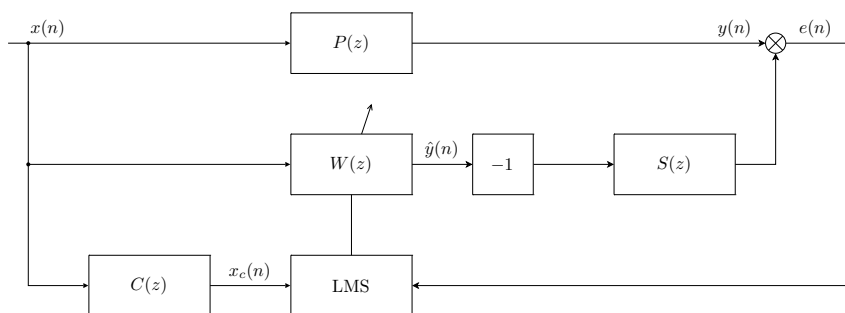 x(n)
P(z)
y(n)
e(n)
W(z)
ŷ(n)
−1
S(z)
C(z)
x_c(n)
LMS